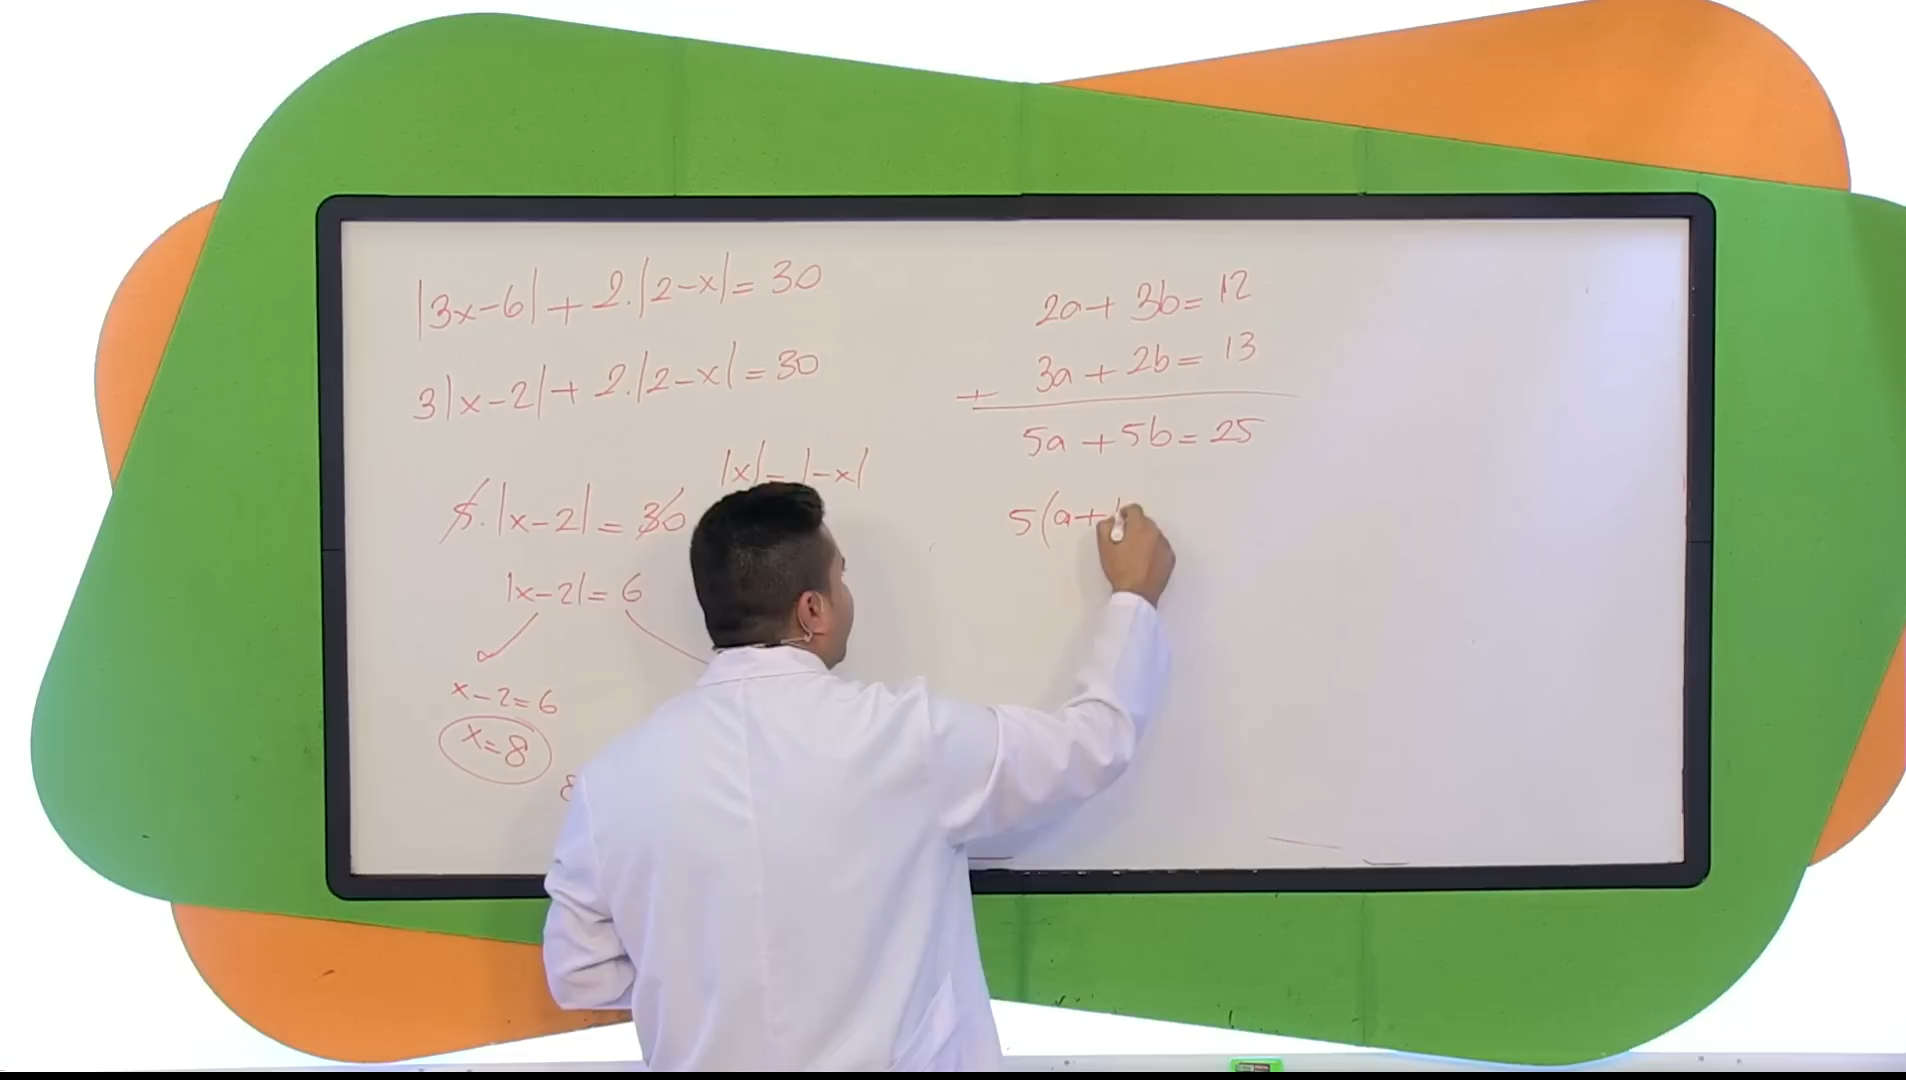 |3x-6| + 2.|2-x| = 30
3|x-2| + 2.|2-x| = 30
|x| = |-x|
5.|x-2| = 30
|x-2| = 6
x-2=6
x=8
2a+ 3b= 12
3a + 2b= 13
+
5a + 5b= 25
5(a+